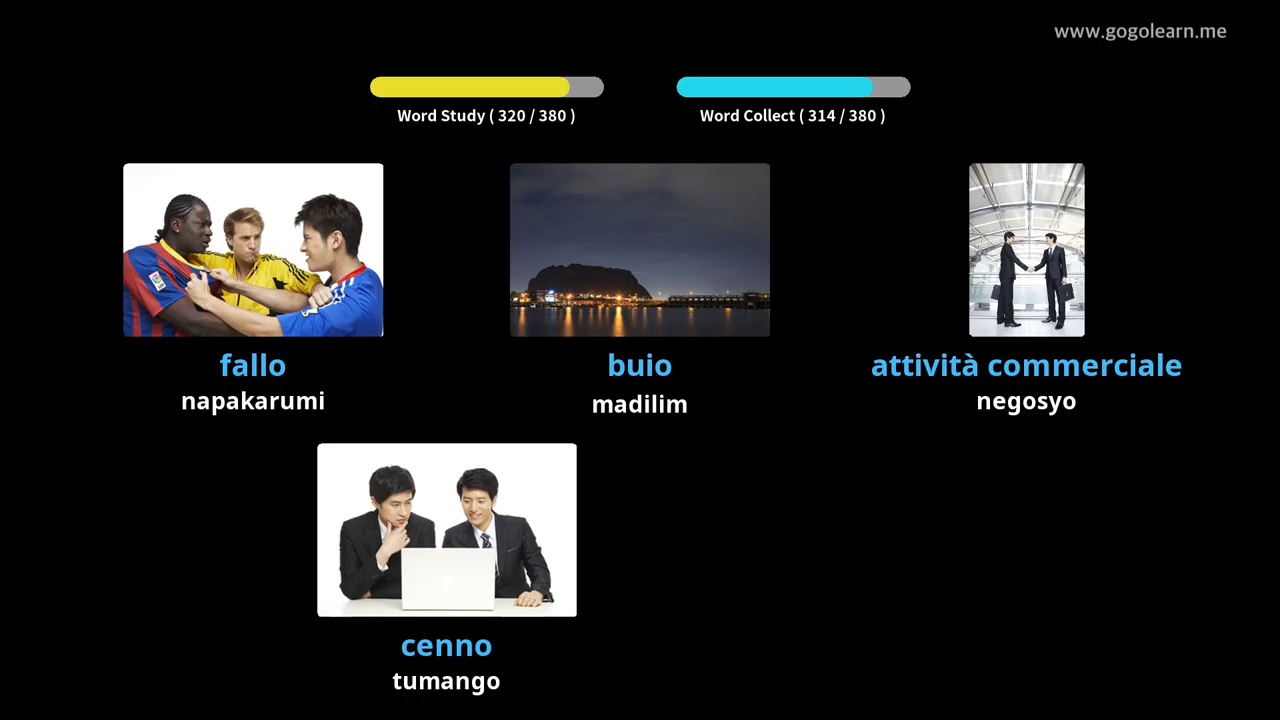 www.gogolearn.me
Word Study ( 320 / 380 )
Word Collect ( 314 / 380 )
fallo
napakarumi
buio
madilim
attività commerciale
negosyo
cenno
tumango